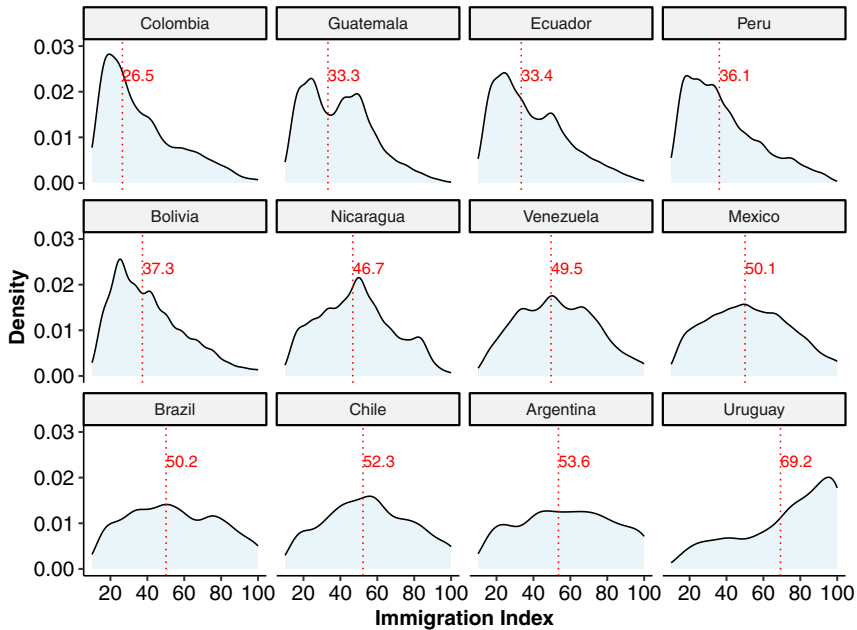 Colombia Guatemala Ecuador Peru
0.03
26.5 33.3 33.4 36.1
0.02
0.01
0.00
Bolivia Nicaragua Venezuela Mexico
0.03
37.3 46.7 49.5 50.1
0.02
0.01
0.00
Density
Brazil Chile Argentina Uruguay
0.03
50.2 52.3 53.6 69.2
0.02
0.01
0.00
20 40 60 80 100 20 40 60 80 100 20 40 60 80 100 20 40 60 80 100
Immigration Index